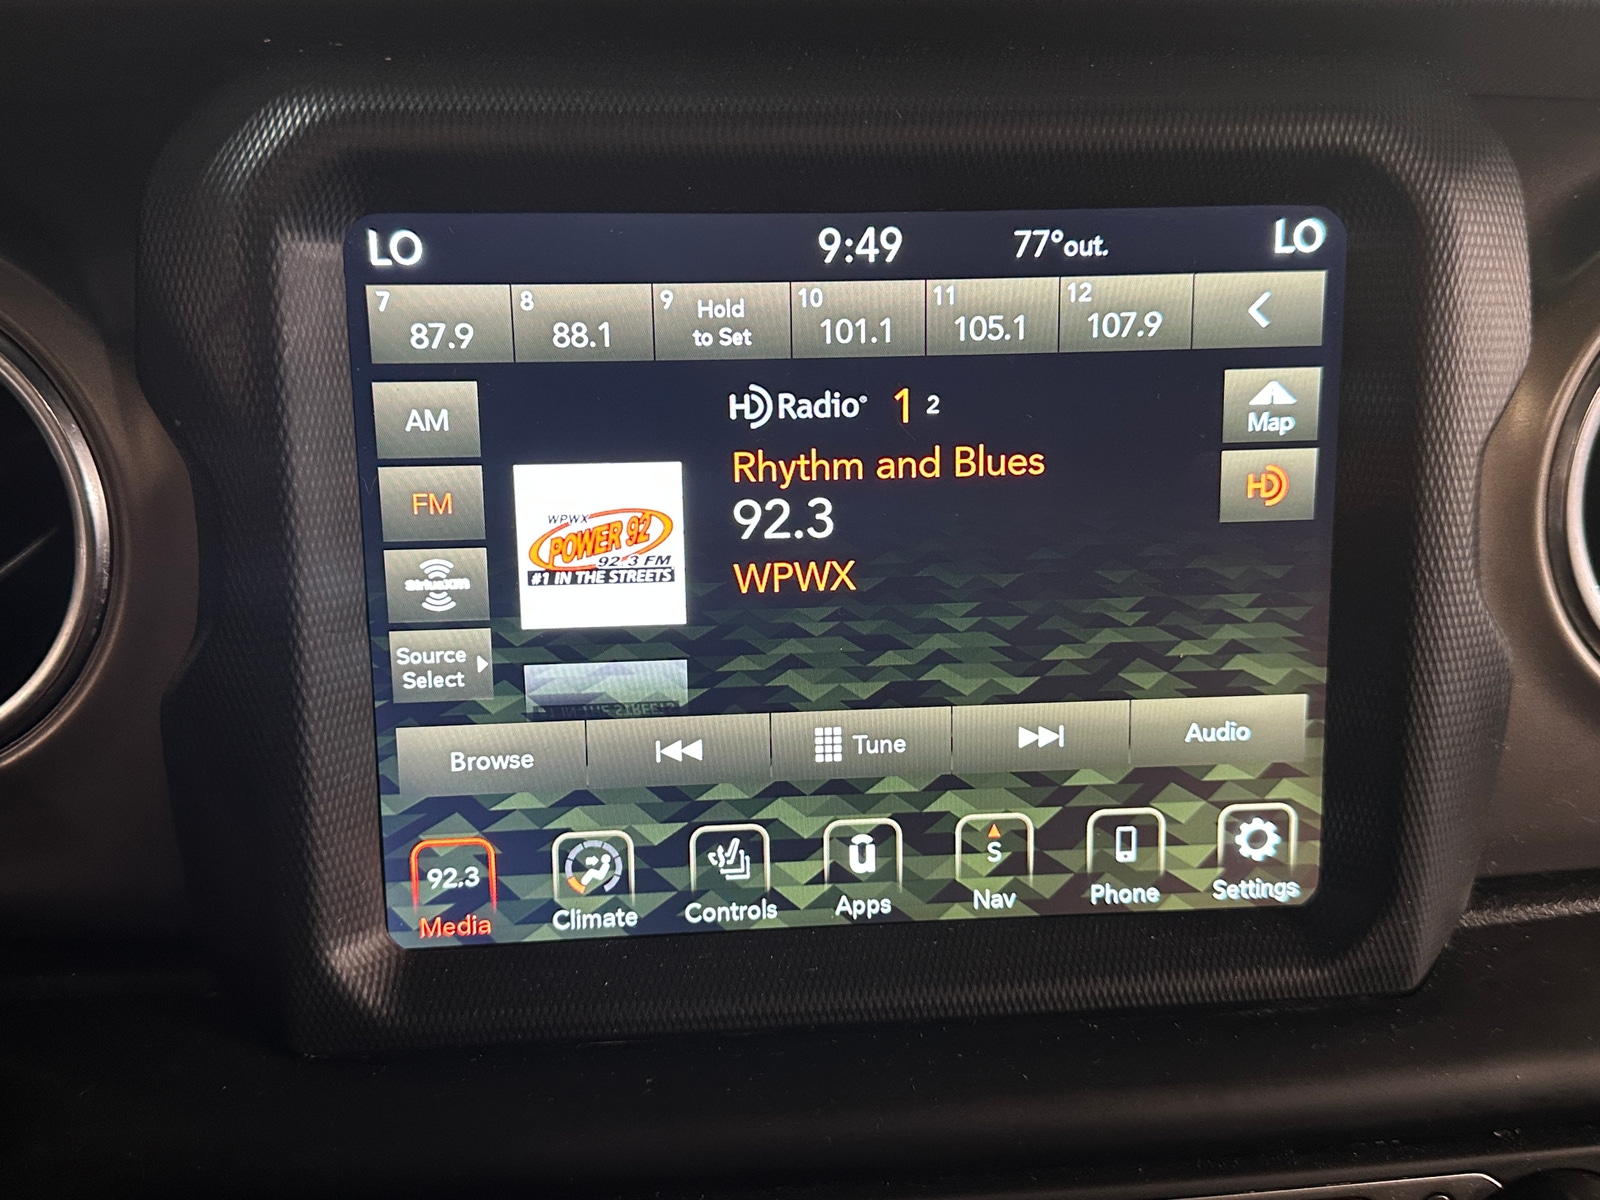 LO 9:49 77°out. LO
7 87.9
8 88.1
9 Hold
to Set
10 101.1
11 105.1
12 107.9
AM
FM
SiriusXM
Source
Select
WPWX
POWER 92
92.3 FM
#1 IN THE STREETS
HD Radio 1 2
Rhythm and Blues
92.3
WPWX
Map
HD
Browse Tune Audio
92.3
Media
Climate
Controls
u
Apps
S
Nav
Phone
Settings